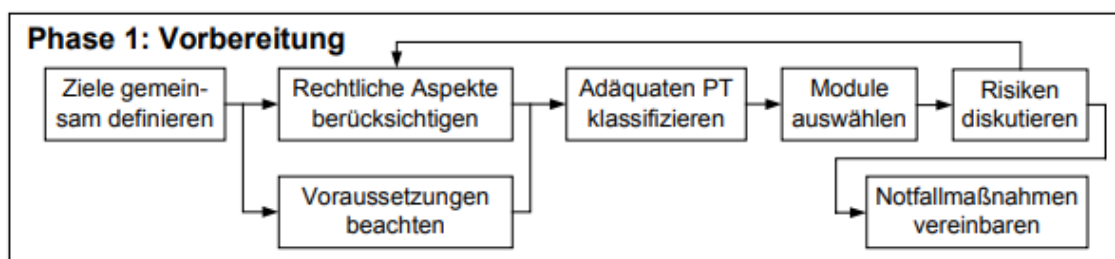 Phase 1: Vorbereitung
Ziele gemein-
sam definieren
Rechtliche Aspekte
berücksichtigen
Adäquaten PT
klassifizieren
Module
auswählen
Risiken
diskutieren
Voraussetzungen
beachten
Notfallmaßnahmen
vereinbaren